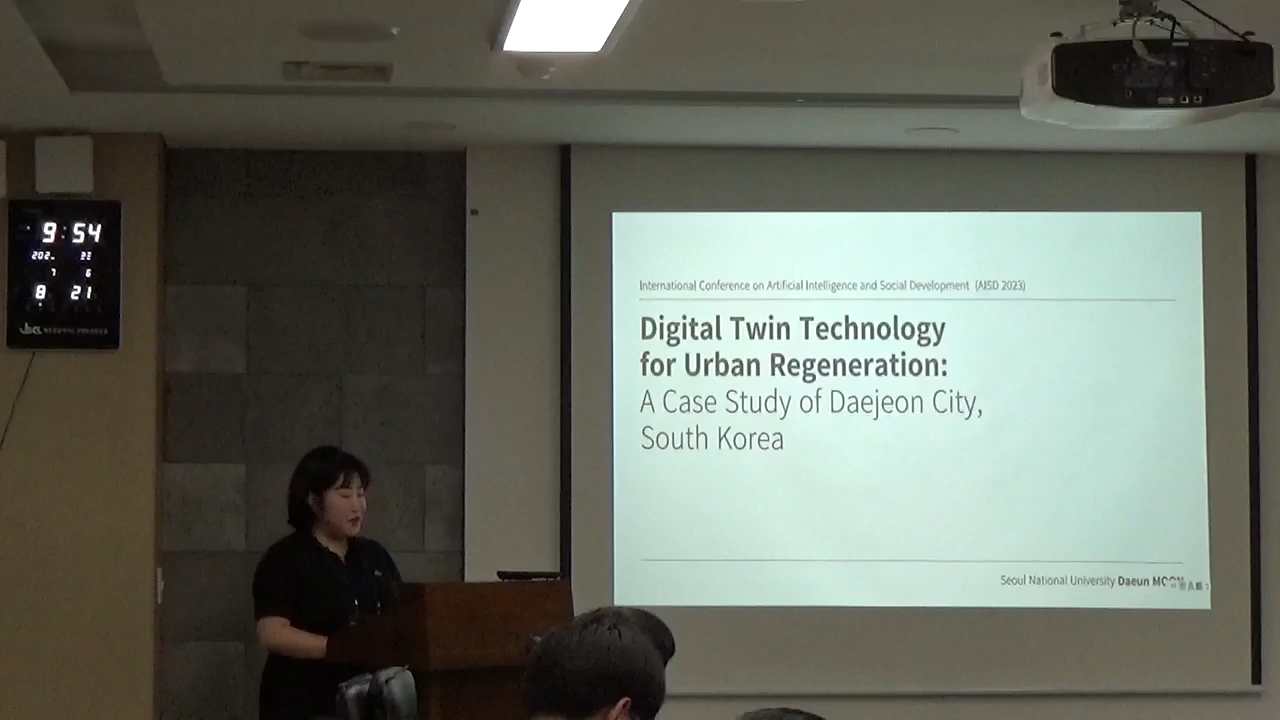 9:54
8 21
International Conference on Artificial Intelligence and Social Development (AISD 2023)
Digital Twin Technology
for Urban Regeneration:
A Case Study of Daejeon City,
South Korea
Seoul National University Daeun